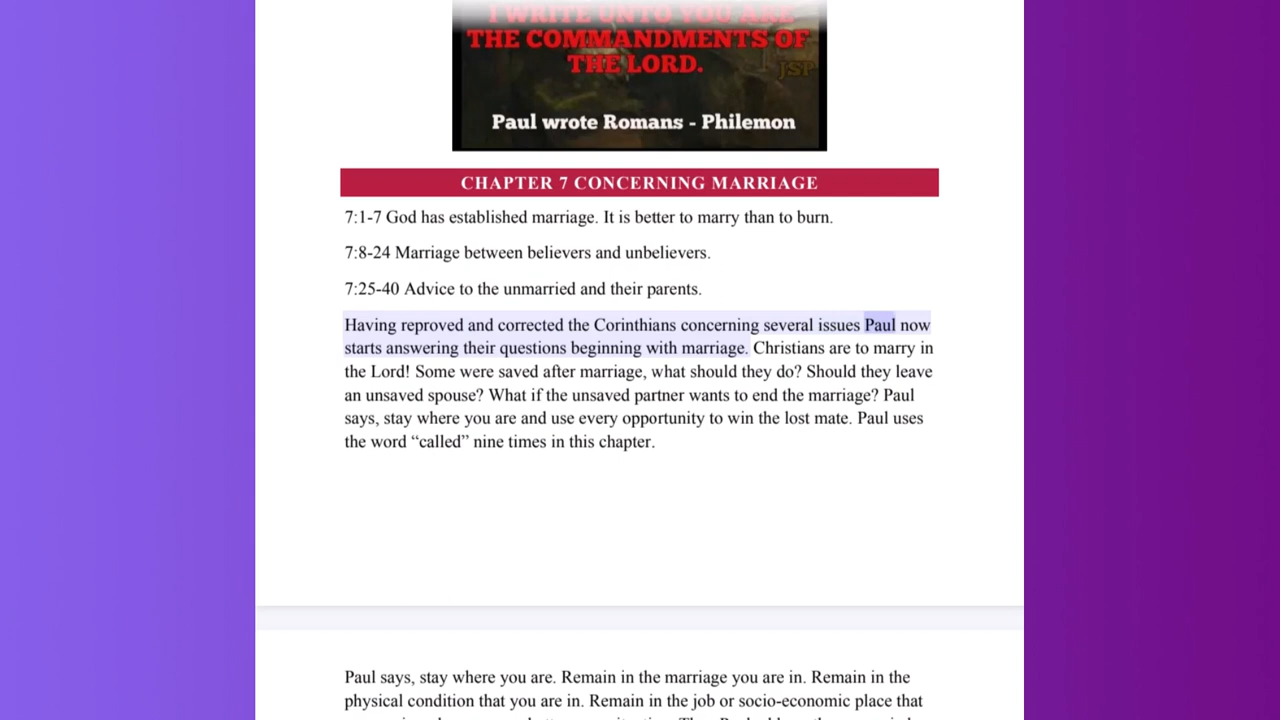 I WRITE UNTO YOU ARE
THE COMMANDMENTS OF
THE LORD.
JSP
Paul wrote Romans - Philemon
CHAPTER 7 CONCERNING MARRIAGE
7:1-7 God has established marriage. It is better to marry than to burn.
7:8-24 Marriage between believers and unbelievers.
7:25-40 Advice to the unmarried and their parents.
Having reproved and corrected the Corinthians concerning several issues Paul now
starts answering their questions beginning with marriage. Christians are to marry in
the Lord! Some were saved after marriage, what should they do? Should they leave
an unsaved spouse? What if the unsaved partner wants to end the marriage? Paul
says, stay where you are and use every opportunity to win the lost mate. Paul uses
the word “called” nine times in this chapter.
Paul says, stay where you are. Remain in the marriage you are in. Remain in the
physical condition that you are in. Remain in the job or socio-economic place that